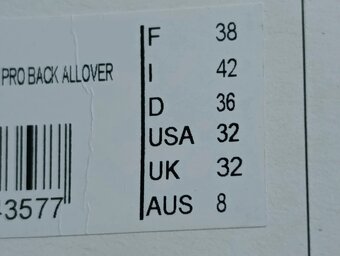 PRO BACK ALLOVER
F 38
I 42
D 36
USA 32
UK 32
AUS 8
3577